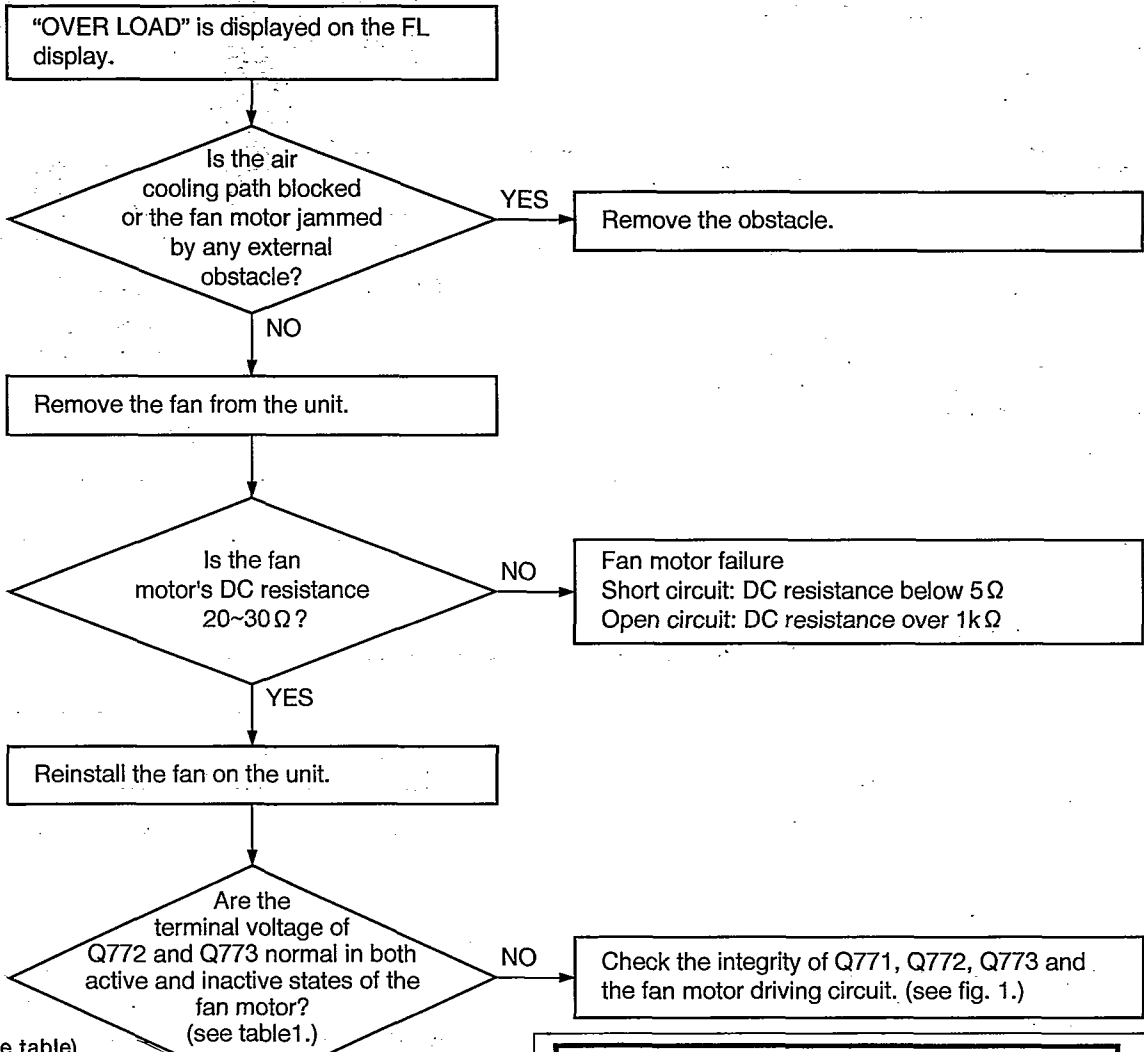 “OVER LOAD” is displayed on the FL
display.
Is the air
cooling path blocked
or the fan motor jammed
by any external
obstacle?
YES
Remove the obstacle.
NO
Remove the fan from the unit.
Is the fan
motor's DC resistance
20~30Ω?
NO
Fan motor failure
Short circuit: DC resistance below 5Ω
Open circuit: DC resistance over 1kΩ
YES
Reinstall the fan on the unit.
Are the
terminal voltage of
Q772 and Q773 normal in both
active and inactive states of the
fan motor?
(see table1.)
NO
Check the integrity of Q771, Q772, Q773 and
the fan motor driving circuit. (see fig. 1.)
e table)